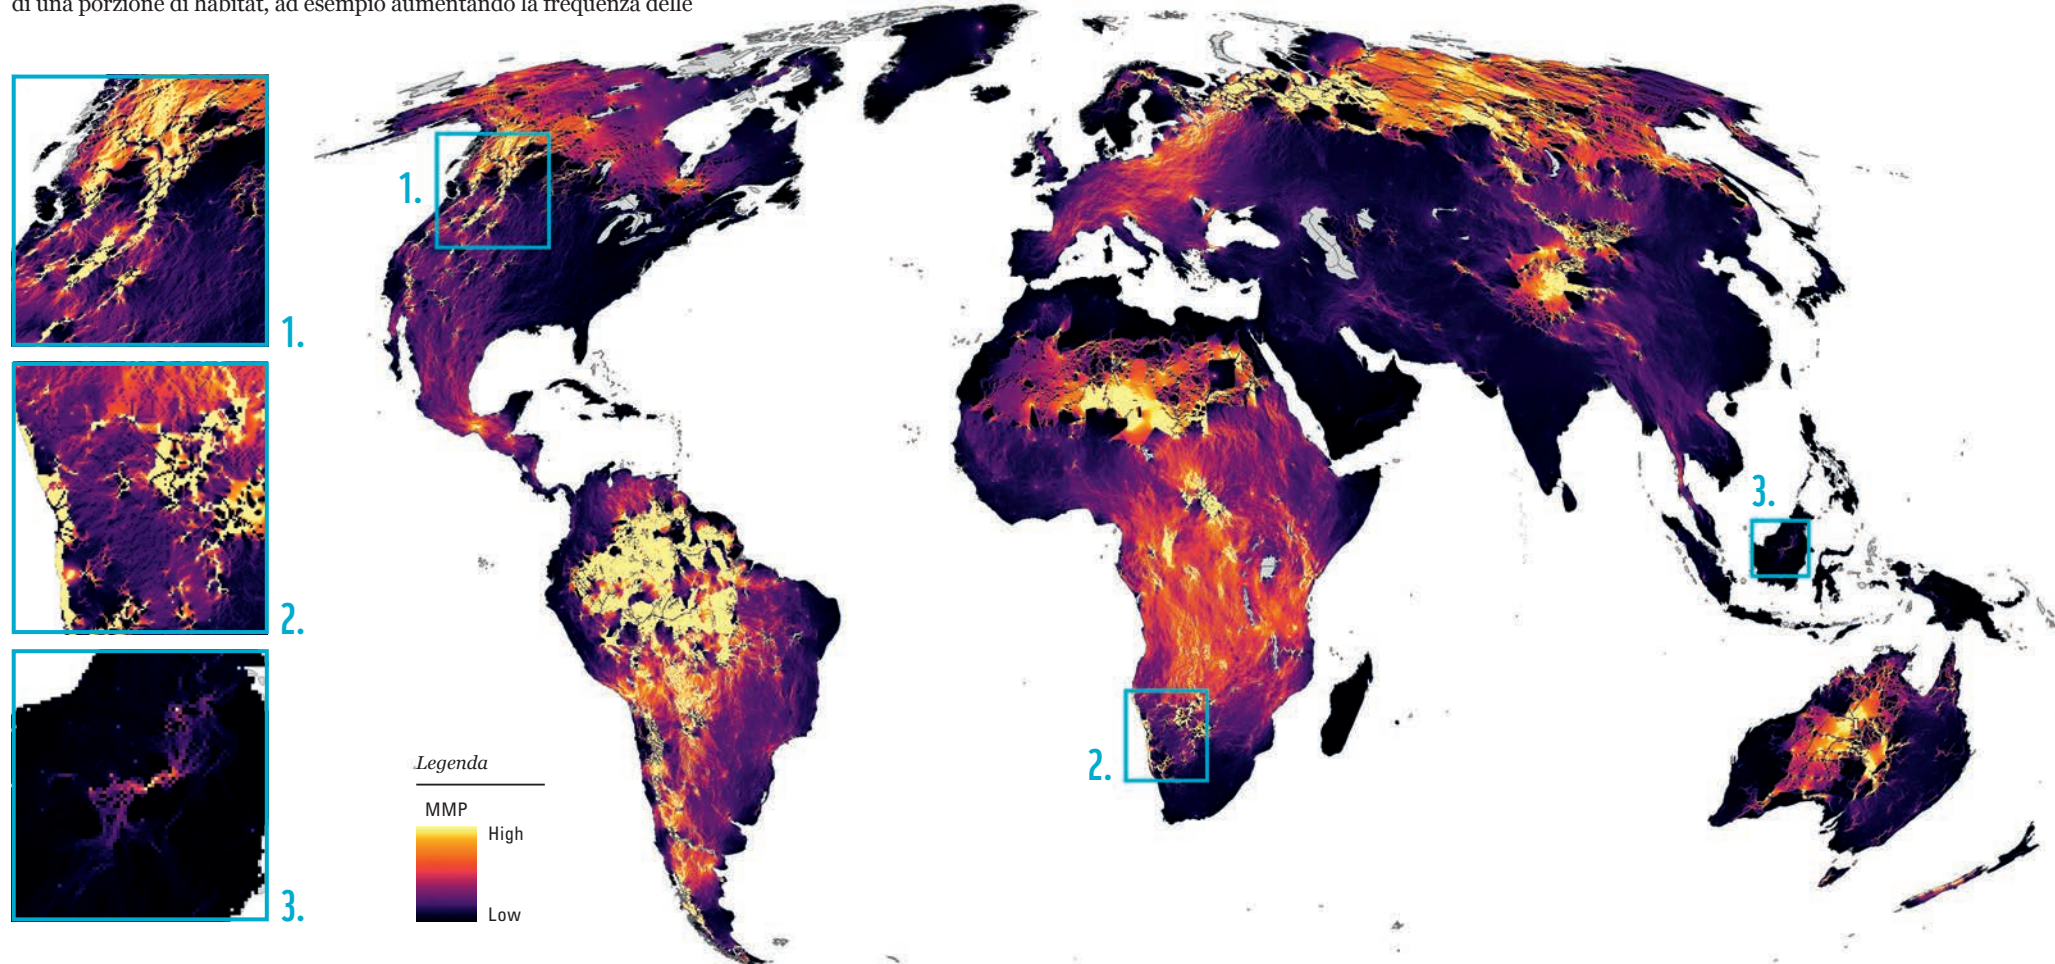 di una porzione di habitat, ad esempio aumentando la frequenza delle
1.
1.
2.
3.
3.
2.
Legenda
MMP
High
Low